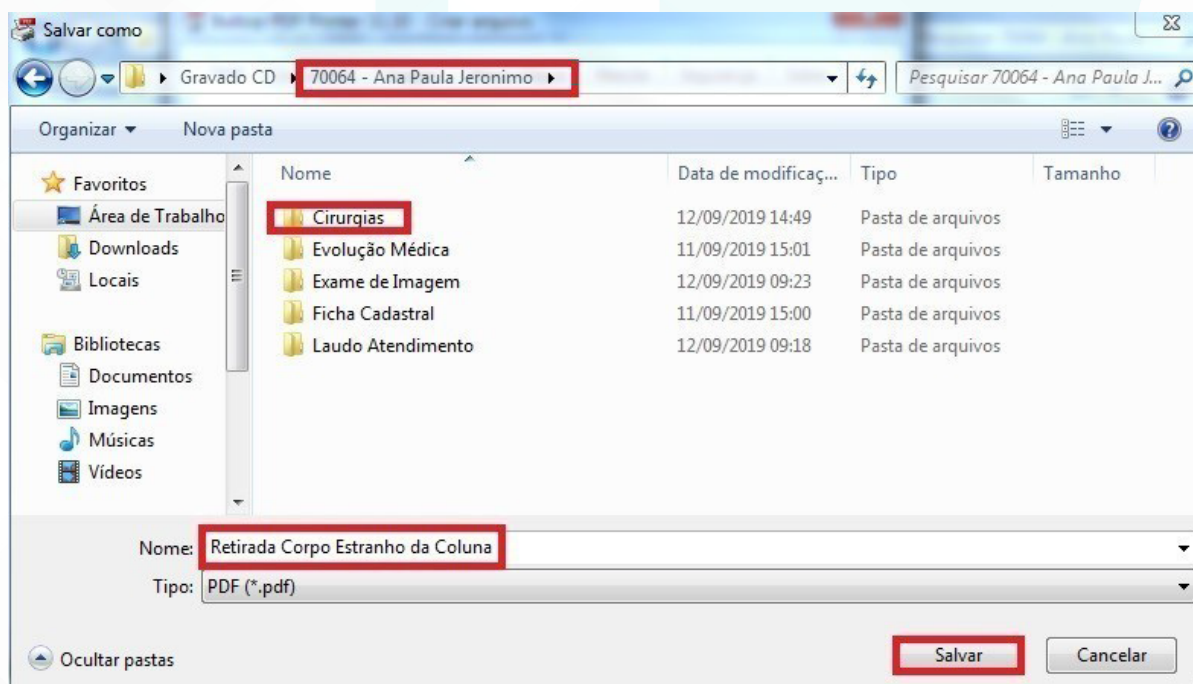 Salvar como
Gravado CD 70064 - Ana Paula Jeronimo
Pesquisar 70064 - Ana Paula J...
Organizar Nova pasta
Favoritos
Área de Trabalho
Downloads
Locais
Bibliotecas
Documentos
Imagens
Músicas
Vídeos
Nome Data de modificaç... Tipo Tamanho
Cirurgias 12/09/2019 14:49 Pasta de arquivos
Evolução Médica 11/09/2019 15:01 Pasta de arquivos
Exame de Imagem 12/09/2019 09:23 Pasta de arquivos
Ficha Cadastral 11/09/2019 15:00 Pasta de arquivos
Laudo Atendimento 12/09/2019 09:18 Pasta de arquivos
Nome: Retirada Corpo Estranho da Coluna
Tipo: PDF (*.pdf)
Ocultar pastas
Salvar Cancelar